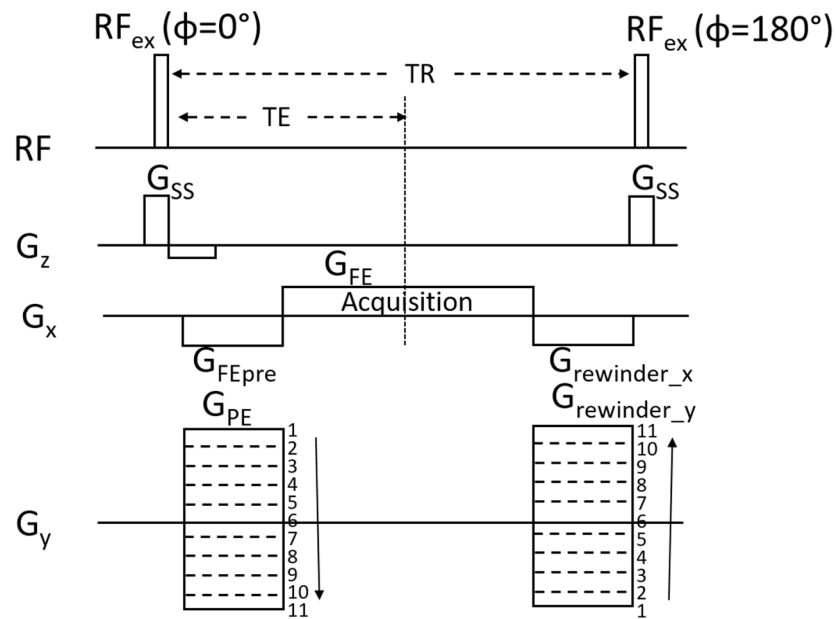 RFex (ϕ=0°)
RFex (ϕ=180°)
TR
TE
RF
GSS
GSS
Gz
GFE
Acquisition
Gx
GFEpre
Grewinder_x
GPE
Grewinder_y
1
2
3
4
5
6
7
8
9
10
11
11
10
9
8
7
6
5
4
3
2
1
Gy